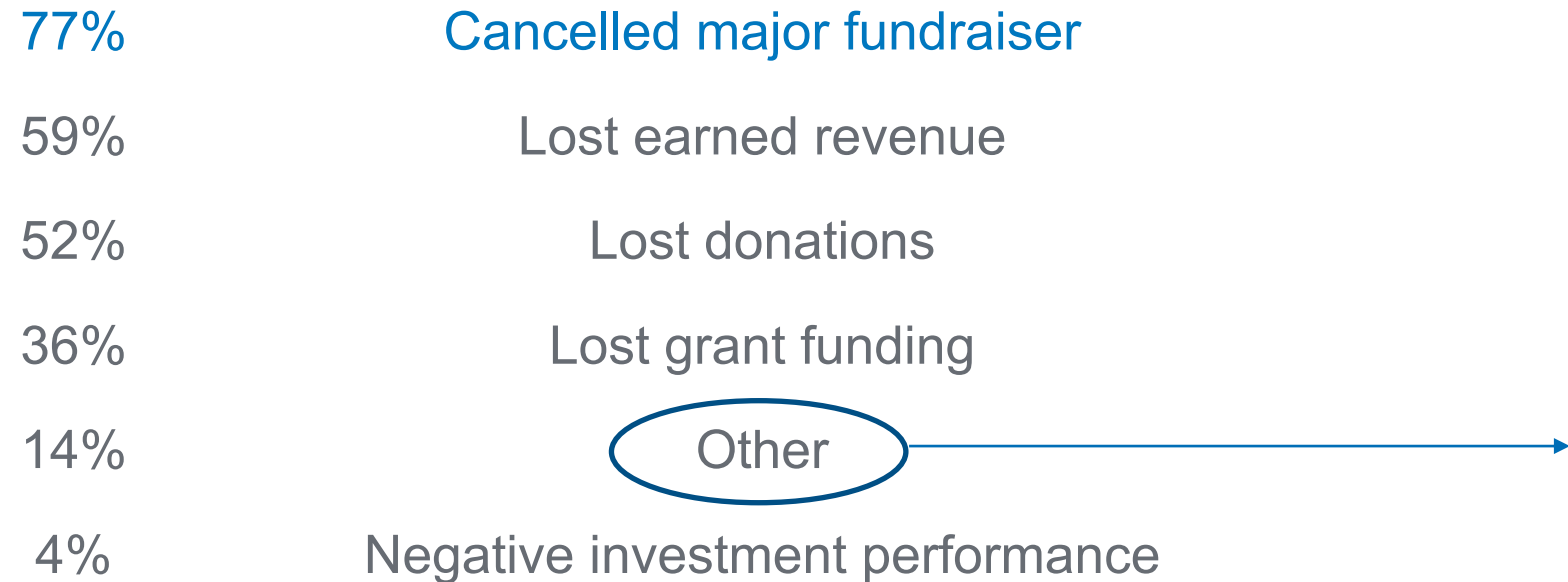 77% Cancelled major fundraiser
59% Lost earned revenue
52% Lost donations
36% Lost grant funding
14% Other
4% Negative investment performance